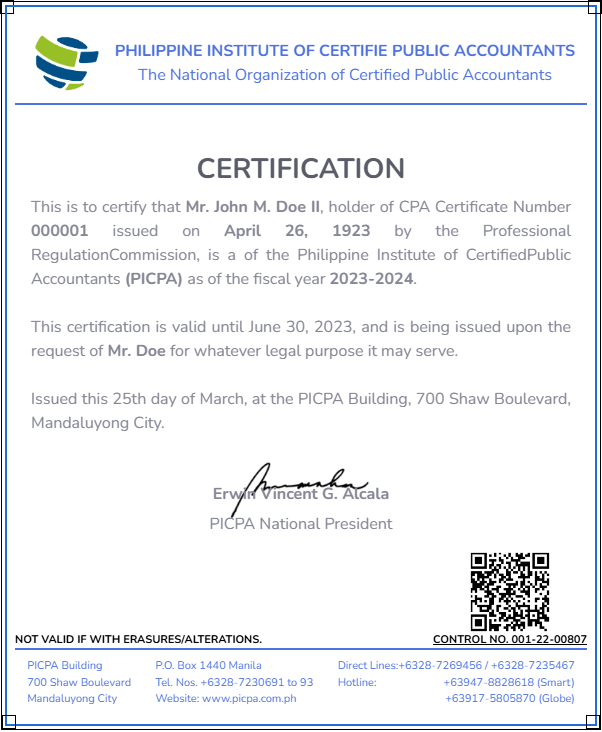 PHILIPPINE INSTITUTE OF CERTIFIE PUBLIC ACCOUNTANTS
The National Organization of Certified Public Accountants
CERTIFICATION
This is to certify that Mr. John M. Doe II, holder of CPA Certificate Number
000001 issued on April 26, 1923 by the Professional
RegulationCommission, is a of the Philippine Institute of CertifiedPublic
Accountants (PICPA) as of the fiscal year 2023-2024.
This certification is valid until June 30, 2023, and is being issued upon the
request of Mr. Doe for whatever legal purpose it may serve.
Issued this 25th day of March, at the PICPA Building, 700 Shaw Boulevard,
Mandaluyong City.
Erwin Vincent G. Alcala
PICPA National President
NOT VALID IF WITH ERASURES/ALTERATIONS.
CONTROL NO. 001-22-00807
PICPA Building
700 Shaw Boulevard
Mandaluyong City
P.O. Box 1440 Manila
Tel. Nos. +6328-7230691 to 93
Website: www.picpa.com.ph
Direct Lines:+6328-7269456 / +6328-7235467
Hotline: +63947-8828618 (Smart)
+63917-5805870 (Globe)